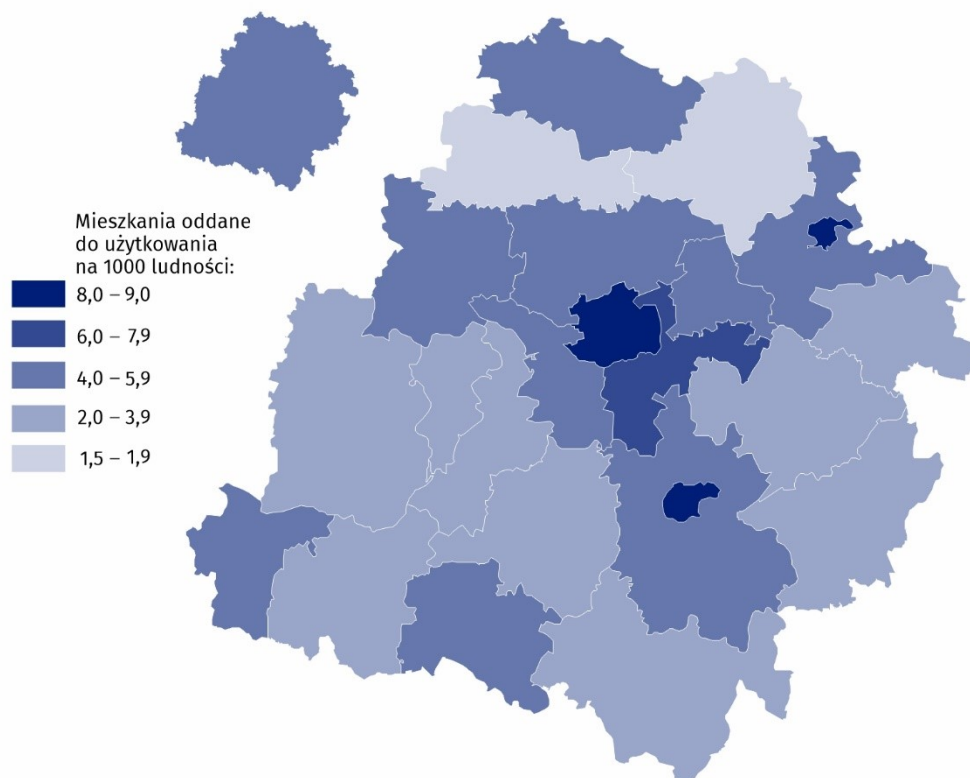 Mieszkania oddane
do użytkowania
na 1000 ludności:
8,0 – 9,0
6,0 – 7,9
4,0 – 5,9
2,0 – 3,9
1,5 – 1,9